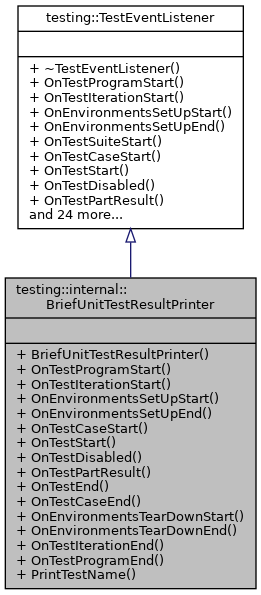 testing::TestEventListener
+ ~TestEventListener()
+ OnTestProgramStart()
+ OnTestIterationStart()
+ OnEnvironmentsSetUpStart()
+ OnEnvironmentsSetUpEnd()
+ OnTestSuiteStart()
+ OnTestCaseStart()
+ OnTestStart()
+ OnTestDisabled()
+ OnTestPartResult()
and 24 more...
testing::internal::
BriefUnitTestResultPrinter
+ BriefUnitTestResultPrinter()
+ OnTestProgramStart()
+ OnTestIterationStart()
+ OnEnvironmentsSetUpStart()
+ OnEnvironmentsSetUpEnd()
+ OnTestCaseStart()
+ OnTestStart()
+ OnTestDisabled()
+ OnTestPartResult()
+ OnTestEnd()
+ OnTestCaseEnd()
+ OnEnvironmentsTearDownStart()
+ OnEnvironmentsTearDownEnd()
+ OnTestIterationEnd()
+ OnTestProgramEnd()
+ PrintTestName()